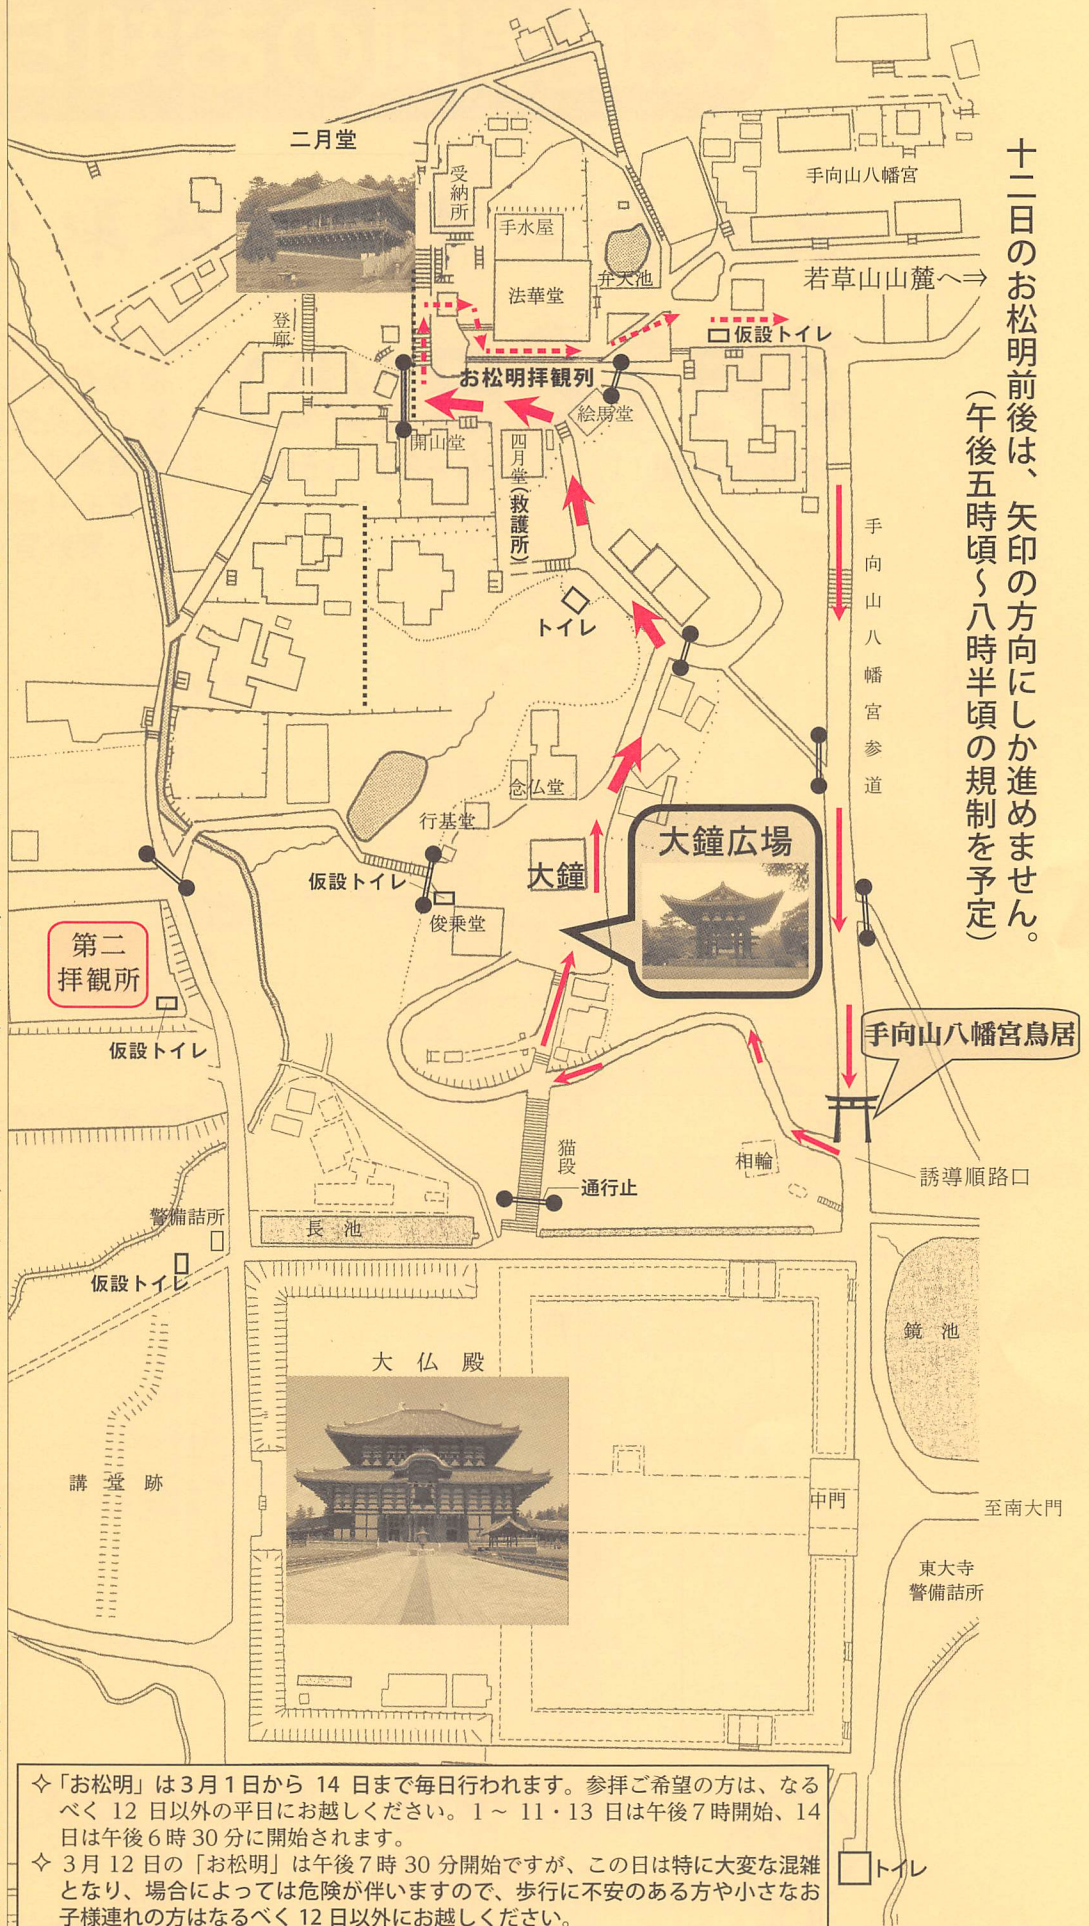 十二日のお松明前後は、矢印の方向にしか進めません。
（午後五時頃〜八時半頃の規制を予定）
二月堂
受納所
手水屋
法華堂
弁天池
手向山八幡宮
若草山山麓へ⇒
仮設トイレ
登廊
お松明拝観列
絵馬堂
開山堂
四月堂（救護所）
トイレ
手向山八幡宮参道
念仏堂
行基堂
大鐘
大鐘広場
仮設トイレ
俊乗堂
第二
拝観所
仮設トイレ
手向山八幡宮鳥居
猫段
相輪
誘導順路口
通行止
警備詰所
長池
仮設トイレ
鏡池
大仏殿
講堂跡
中門
至南大門
東大寺
警備詰所
✧「お松明」は３月１日から 14 日まで毎日行われます。参拝ご希望の方は、なる
べく 12 日以外の平日にお越しください。１〜 11・13 日は午後７時開始、14
日は午後６時 30 分に開始されます。
✧ ３月 12 日の「お松明」は午後７時 30 分開始ですが、この日は特に大変な混雑
となり、場合によっては危険が伴いますので、歩行に不安のある方や小さなお
子様連れの方はなるべく 12 日以外にお越しください。
トイレ